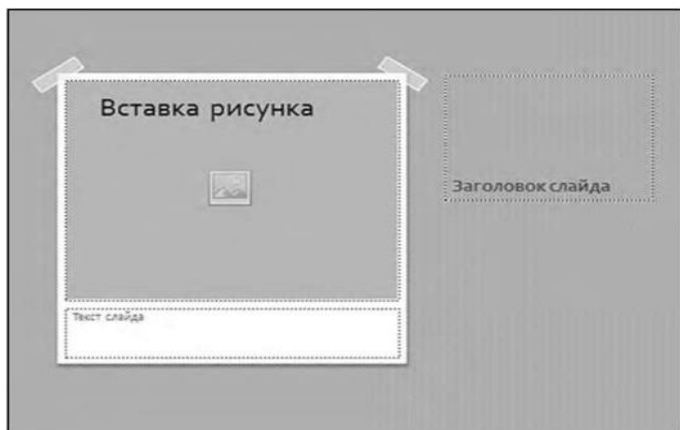 Вставка рисунка
Заголовок слайда
Текст слайда